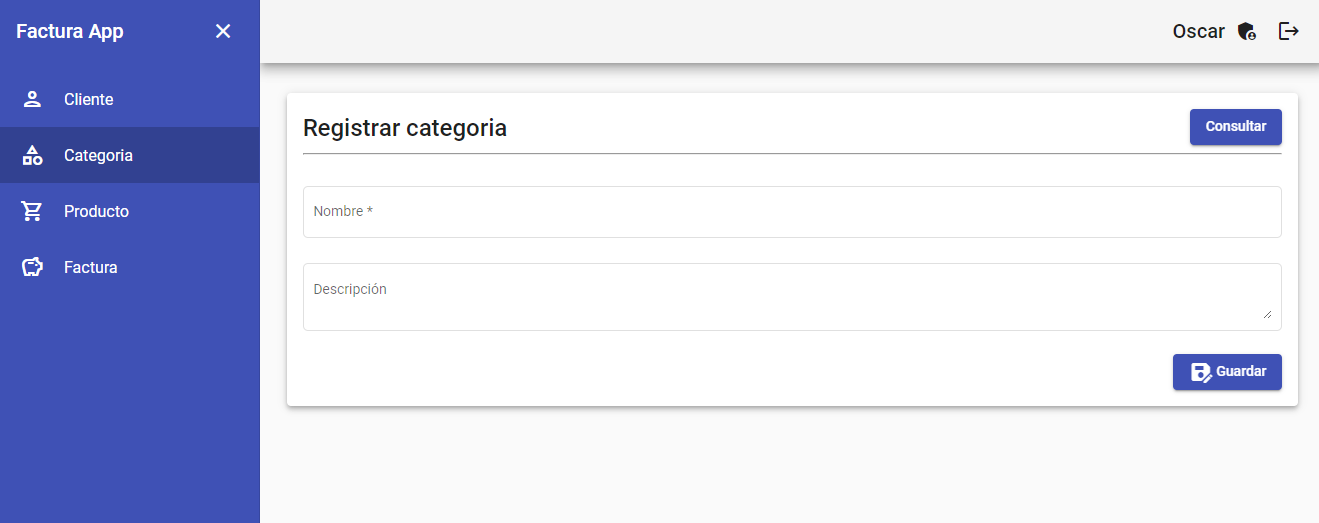 Factura App
Oscar
Cliente
Categoria
Producto
Factura
Registrar categoria
Consultar
Nombre *
Descripción
Guardar